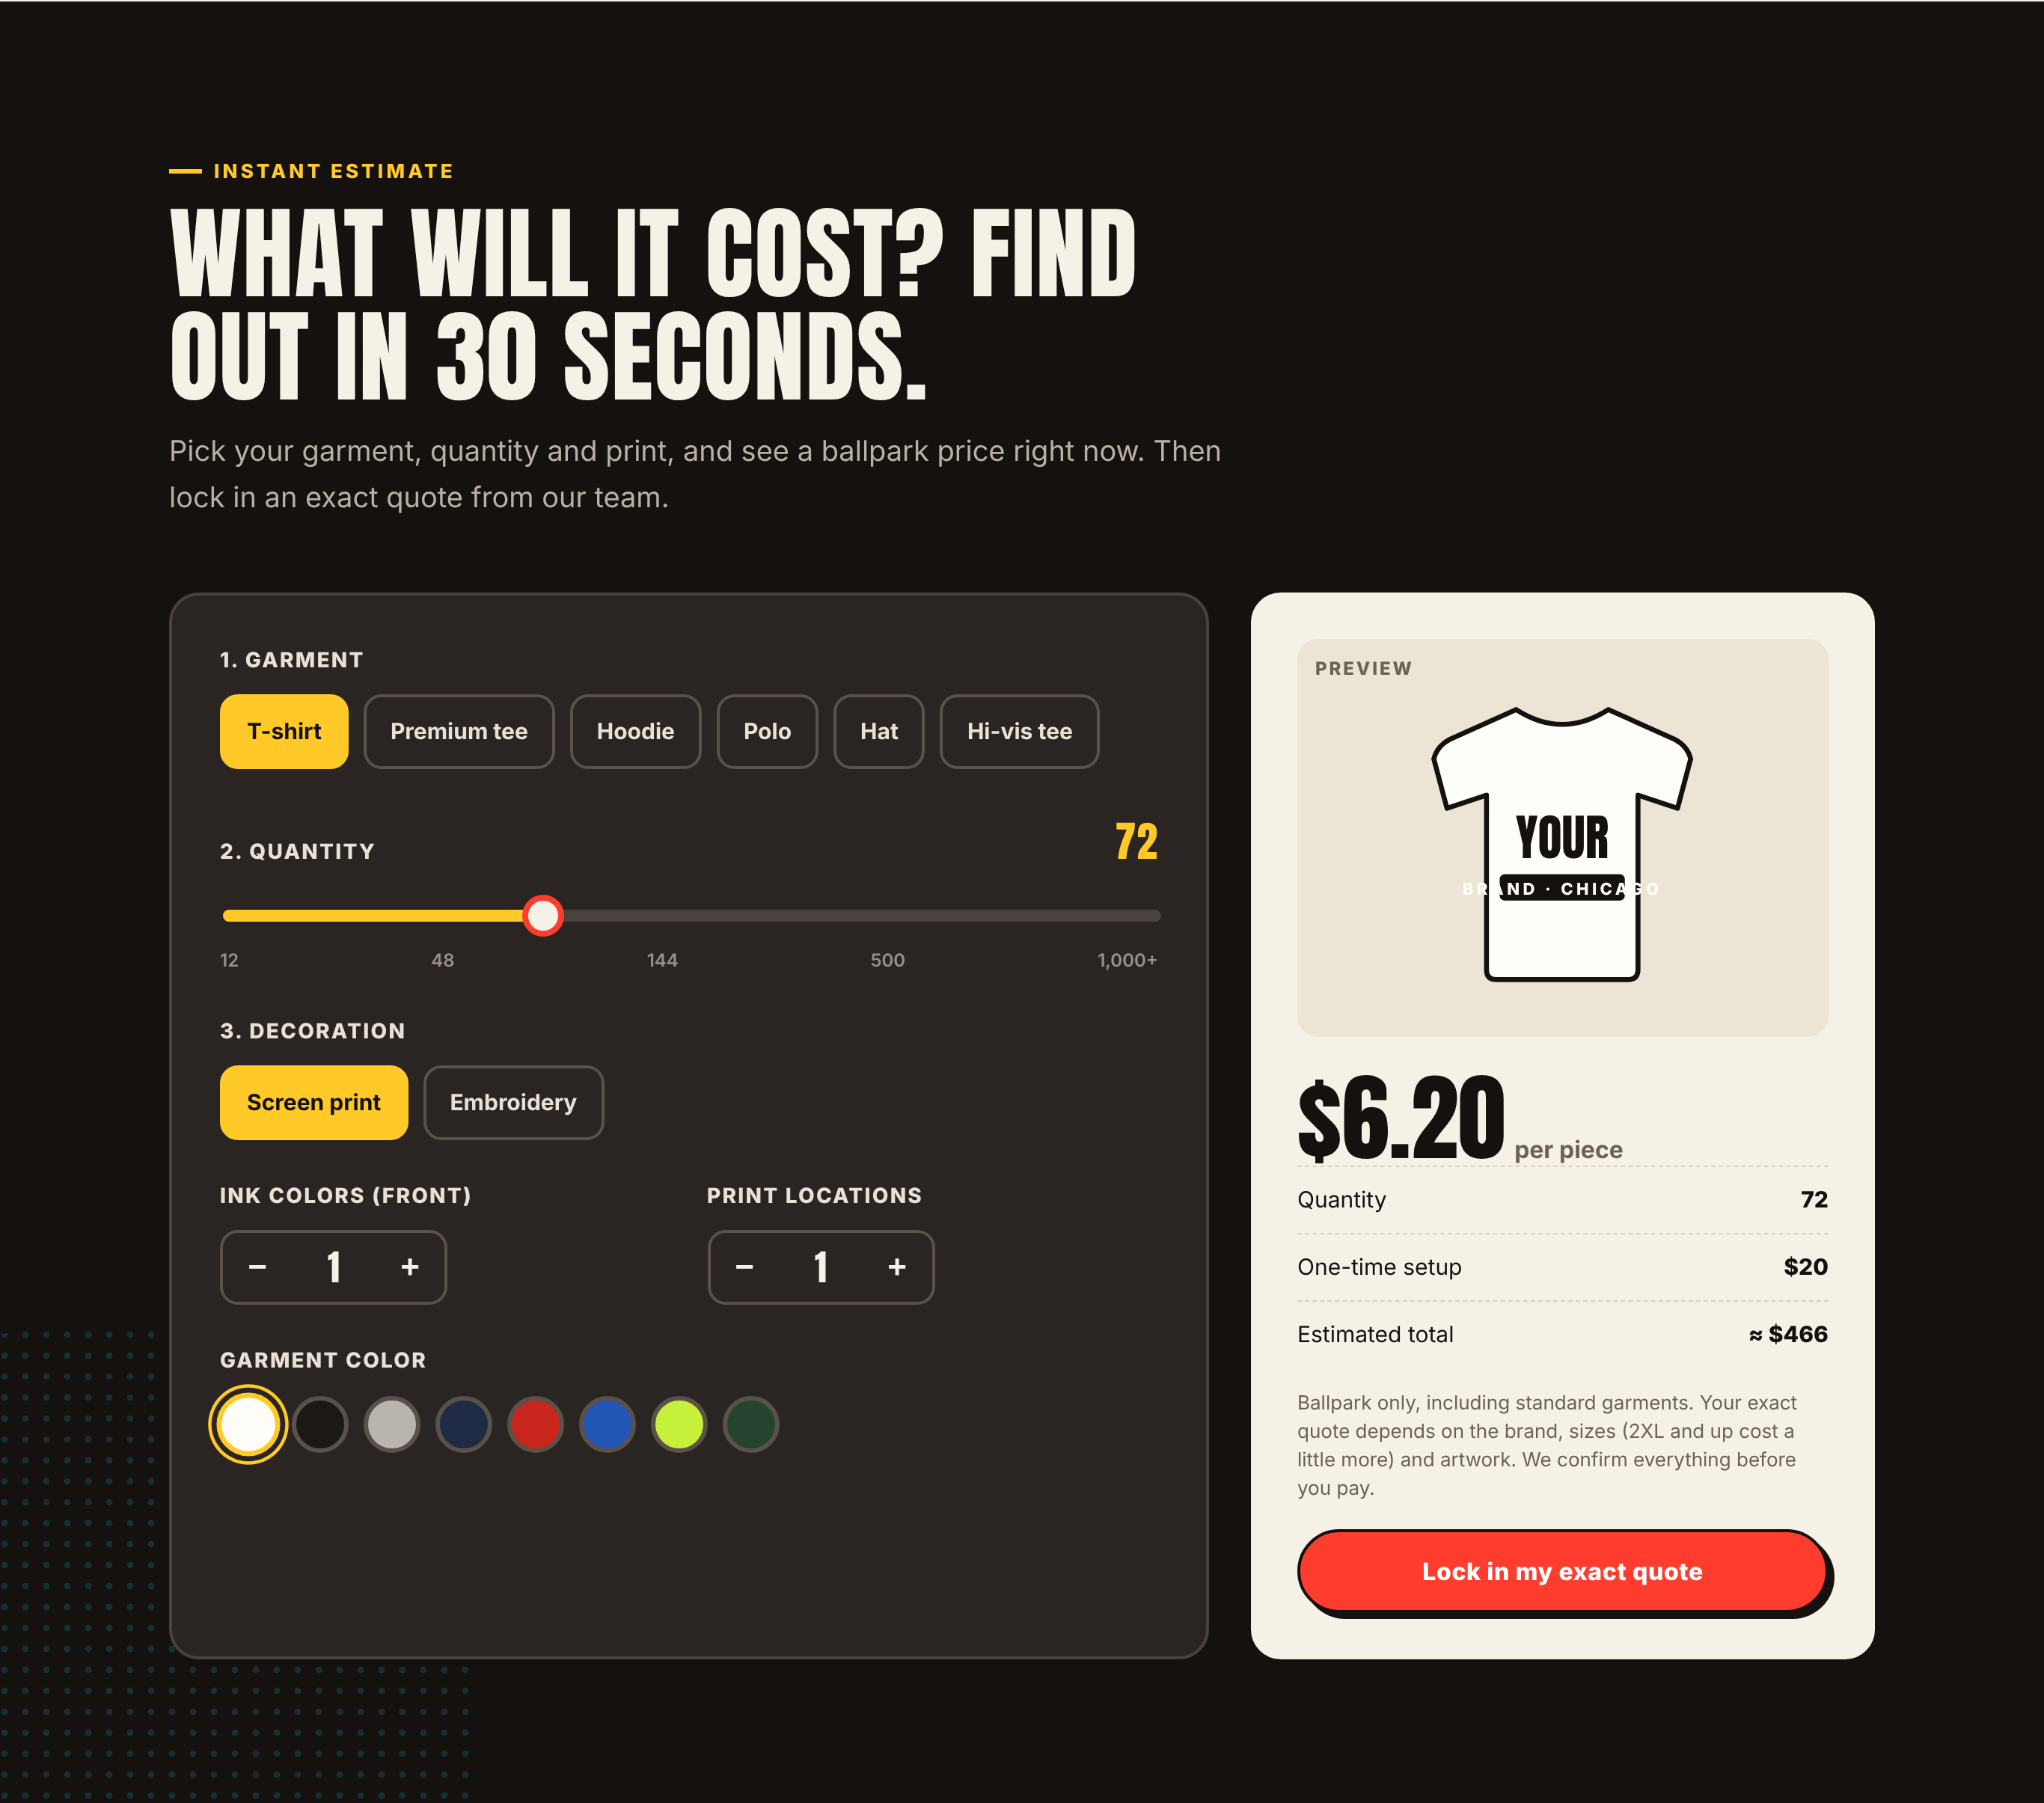 INSTANT ESTIMATE
WHAT WILL IT COST? FIND
OUT IN 30 SECONDS.
Pick your garment, quantity and print, and see a ballpark price right now. Then
lock in an exact quote from our team.
1. GARMENT
T-shirt
Premium tee
Hoodie
Polo
Hat
Hi-vis tee
2. QUANTITY
72
12
48
144
500
1,000+
3. DECORATION
Screen print
Embroidery
INK COLORS (FRONT)
PRINT LOCATIONS
− 1 +
− 1 +
GARMENT COLOR
PREVIEW
YOUR
BRAND · CHICAGO
$6.20 per piece
Quantity 72
One-time setup $20
Estimated total ≈ $466
Ballpark only, including standard garments. Your exact
quote depends on the brand, sizes (2XL and up cost a
little more) and artwork. We confirm everything before
you pay.
Lock in my exact quote